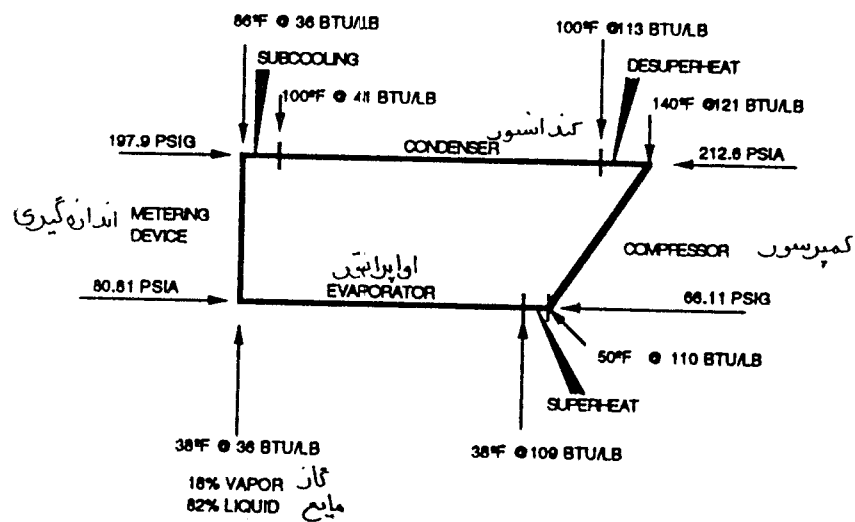 86°F @ 36 BTU/LB
100°F @113 BTU/LB
SUBCOOLING
DESUPERHEAT
100°F @ 41 BTU/LB
140°F @121 BTU/LB
197.9 PSIG
CONDENSER کندانسور
212.6 PSIA
اندازه‌گیری METERING
DEVICE
COMPRESSOR کمپرسور
اواپراتور
80.81 PSIA
EVAPORATOR
66.11 PSIG
50°F @ 110 BTU/LB
SUPERHEAT
38°F @ 36 BTU/LB
38°F @109 BTU/LB
18% VAPOR گاز
82% LIQUID مایع